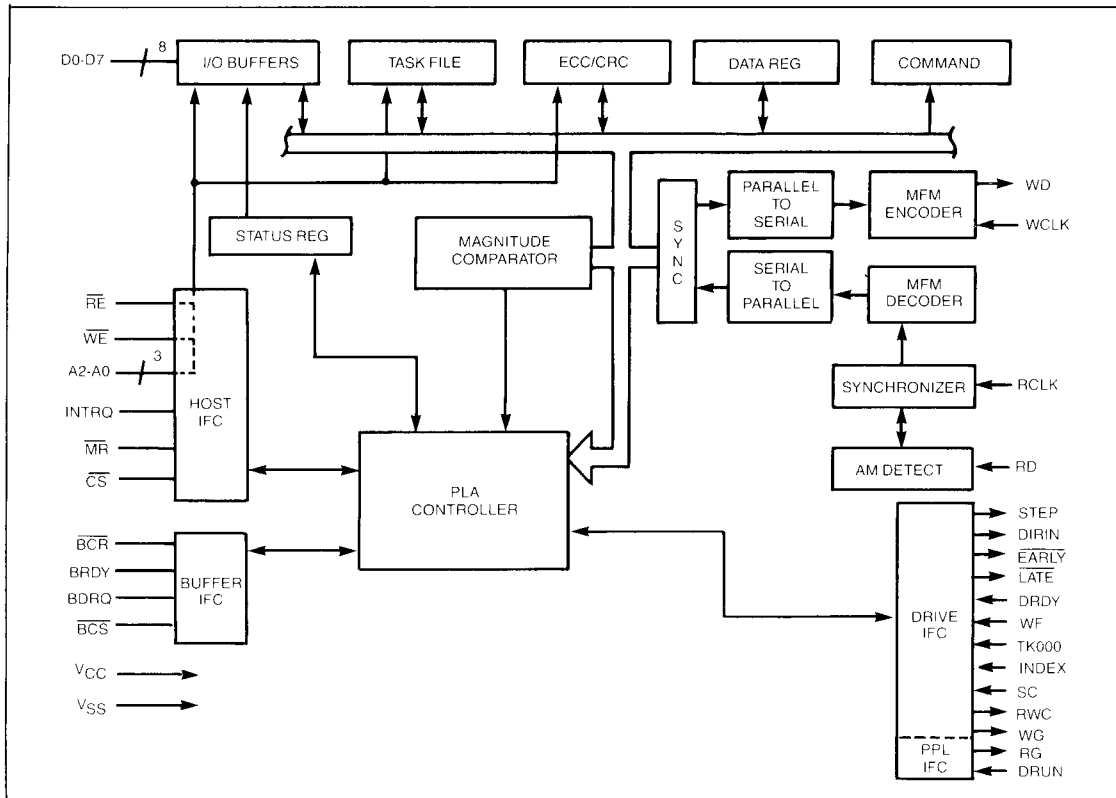 D0-D7
8
I/O BUFFERS
TASK FILE
ECC/CRC
DATA REG
COMMAND
STATUS REG
MAGNITUDE
COMPARATOR
SYNC
PARALLEL
TO
SERIAL
MFM
ENCODER
WD
WCLK
SERIAL
TO
PARALLEL
MFM
DECODER
SYNCHRONIZER
RCLK
AM DETECT
RD
RE
WE
3
A2-A0
INTRQ
MR
CS
HOST
IFC
PLA
CONTROLLER
BCR
BRDY
BDRQ
BCS
BUFFER
IFC
VCC
VSS
DRIVE
IFC
PPL
IFC
STEP
DIRIN
EARLY
LATE
DRDY
WF
TK000
INDEX
SC
RWC
WG
RG
DRUN